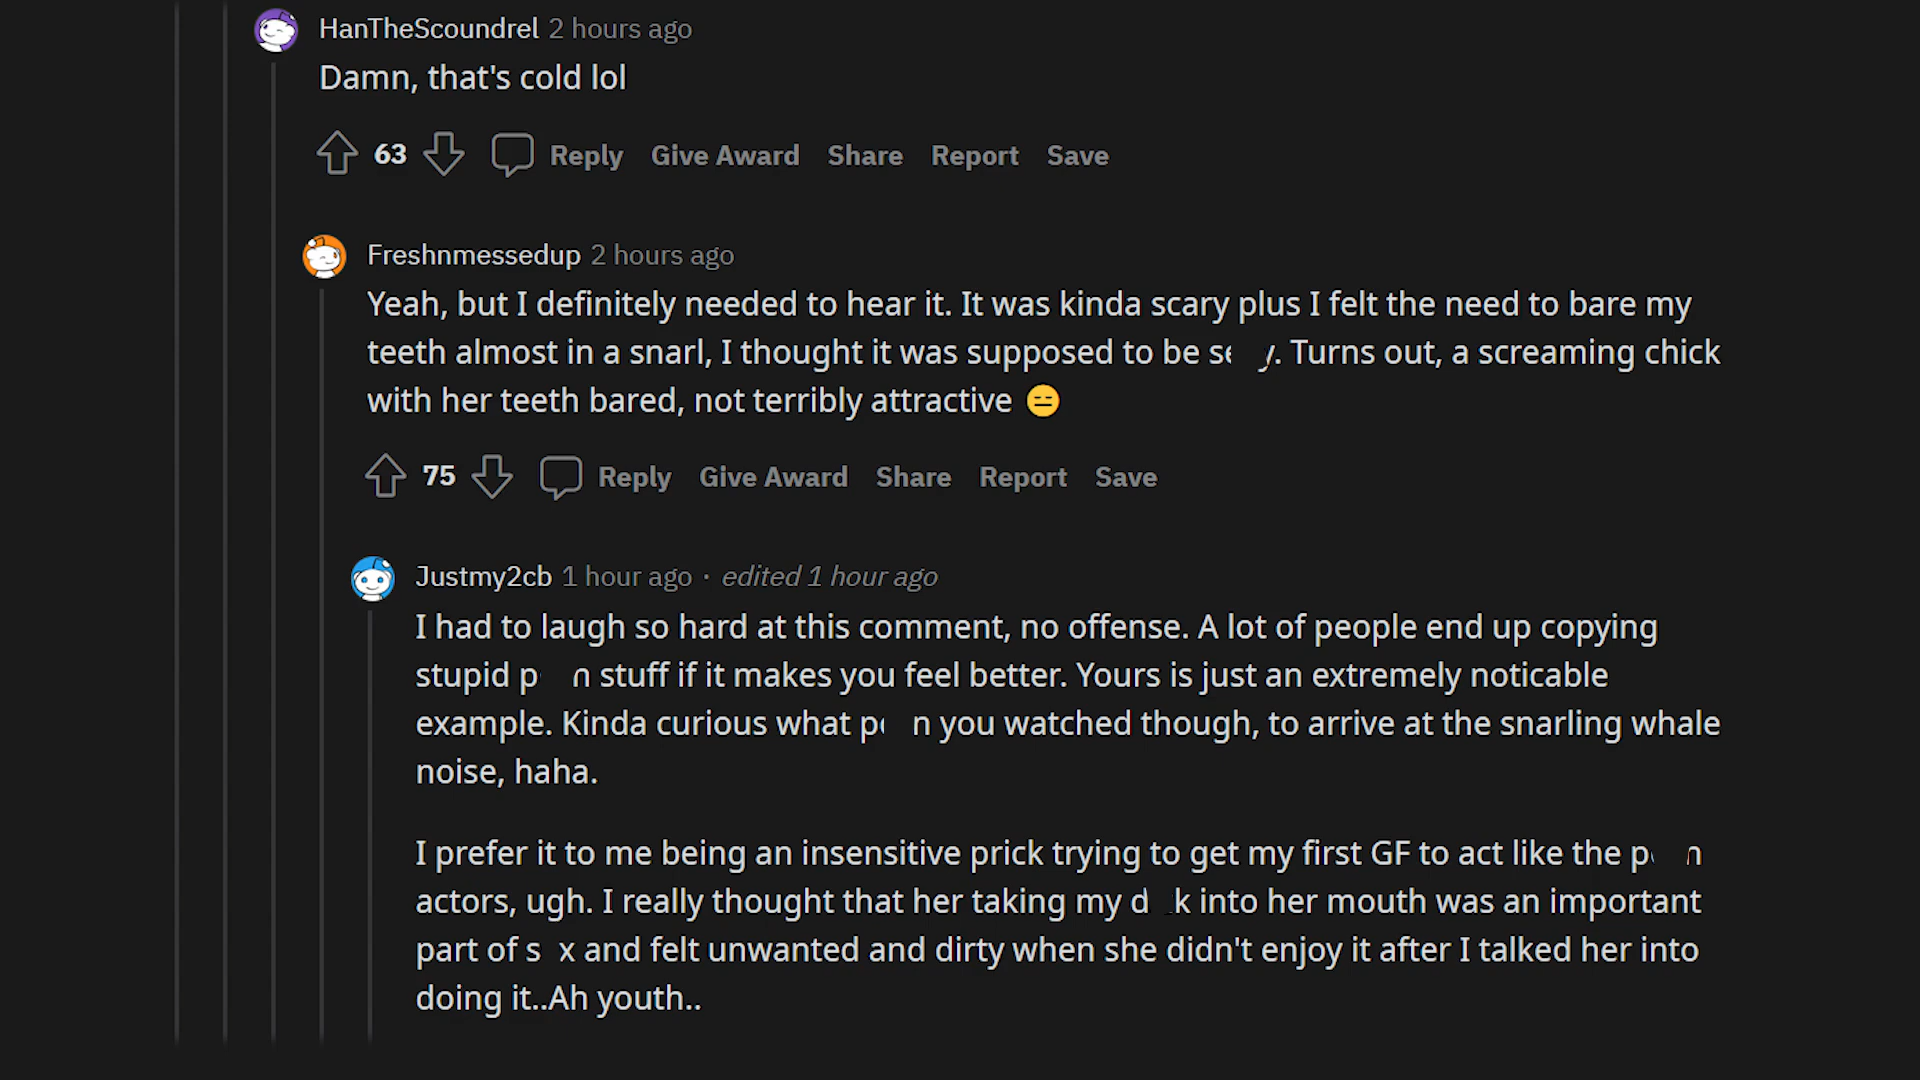 HanTheScoundrel 2 hours ago
Damn, that's cold lol
63 Reply Give Award Share Report Save
Freshnmessedup 2 hours ago
Yeah, but I definitely needed to hear it. It was kinda scary plus I felt the need to bare my
teeth almost in a snarl, I thought it was supposed to be se y. Turns out, a screaming chick
with her teeth bared, not terribly attractive 😑
75 Reply Give Award Share Report Save
Justmy2cb 1 hour ago · edited 1 hour ago
I had to laugh so hard at this comment, no offense. A lot of people end up copying
stupid p n stuff if it makes you feel better. Yours is just an extremely noticable
example. Kinda curious what p n you watched though, to arrive at the snarling whale
noise, haha.
I prefer it to me being an insensitive prick trying to get my first GF to act like the p n
actors, ugh. I really thought that her taking my d k into her mouth was an important
part of s x and felt unwanted and dirty when she didn't enjoy it after I talked her into
doing it..Ah youth..